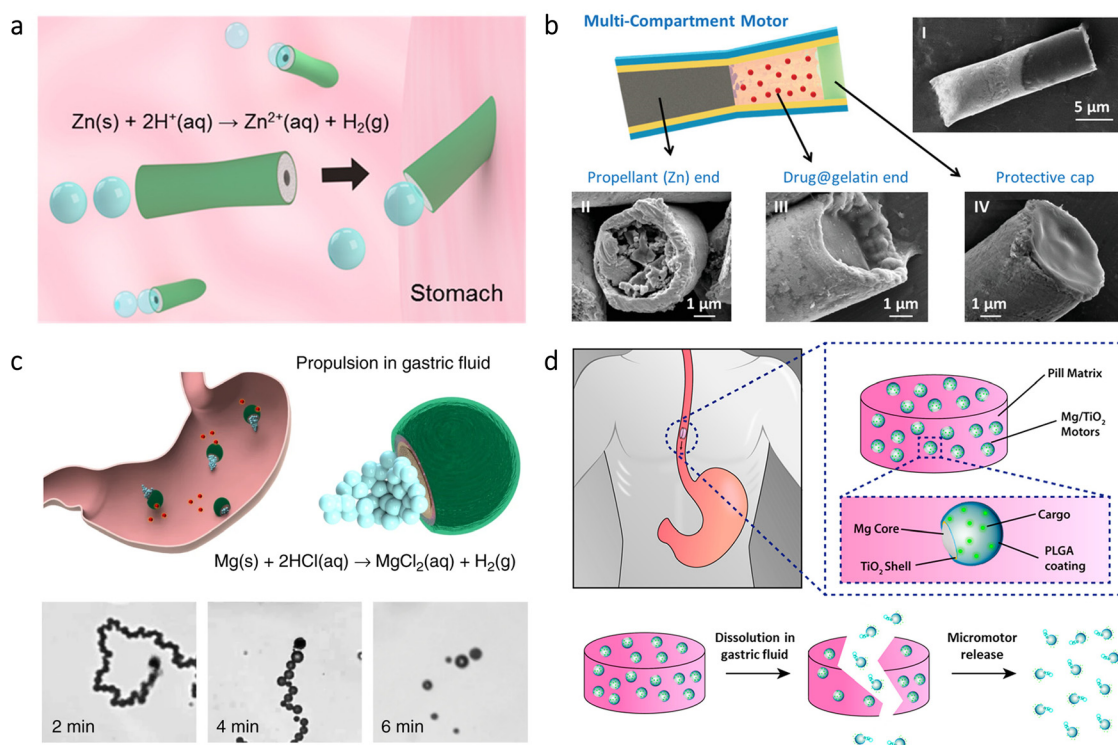 a
Zn(s) + 2H⁺(aq) → Zn²⁺(aq) + H₂(g)
Stomach
b
Multi-Compartment Motor
I
5 μm
Propellant (Zn) end
Drug@gelatin end
Protective cap
II
1 μm
III
1 μm
IV
1 μm
c
Propulsion in gastric fluid
Mg(s) + 2HCl(aq) → MgCl₂(aq) + H₂(g)
2 min
4 min
6 min
d
Pill Matrix
Mg/TiO₂
Motors
Mg Core
TiO₂ Shell
Cargo
PLGA
coating
Dissolution in
gastric fluid
Micromotor
release